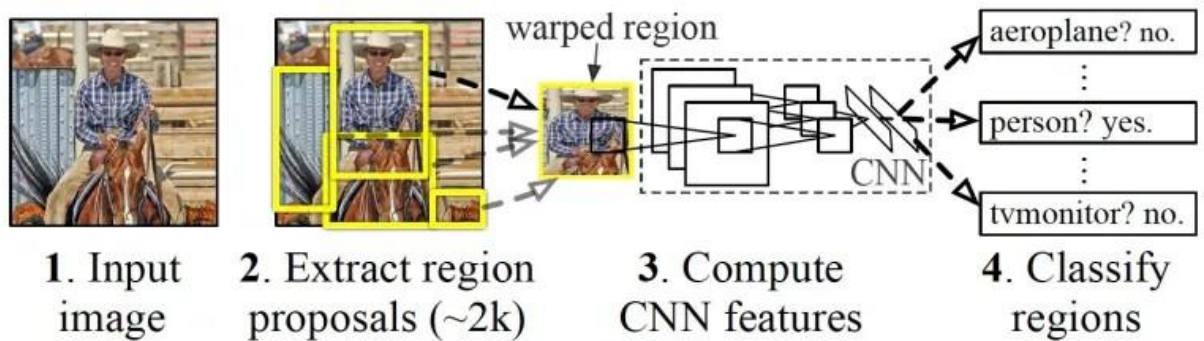 warped region
aeroplane? no.
person? yes.
CNN
tvmonitor? no.
1. Input
image
2. Extract region
proposals (~2k)
3. Compute
CNN features
4. Classify
regions